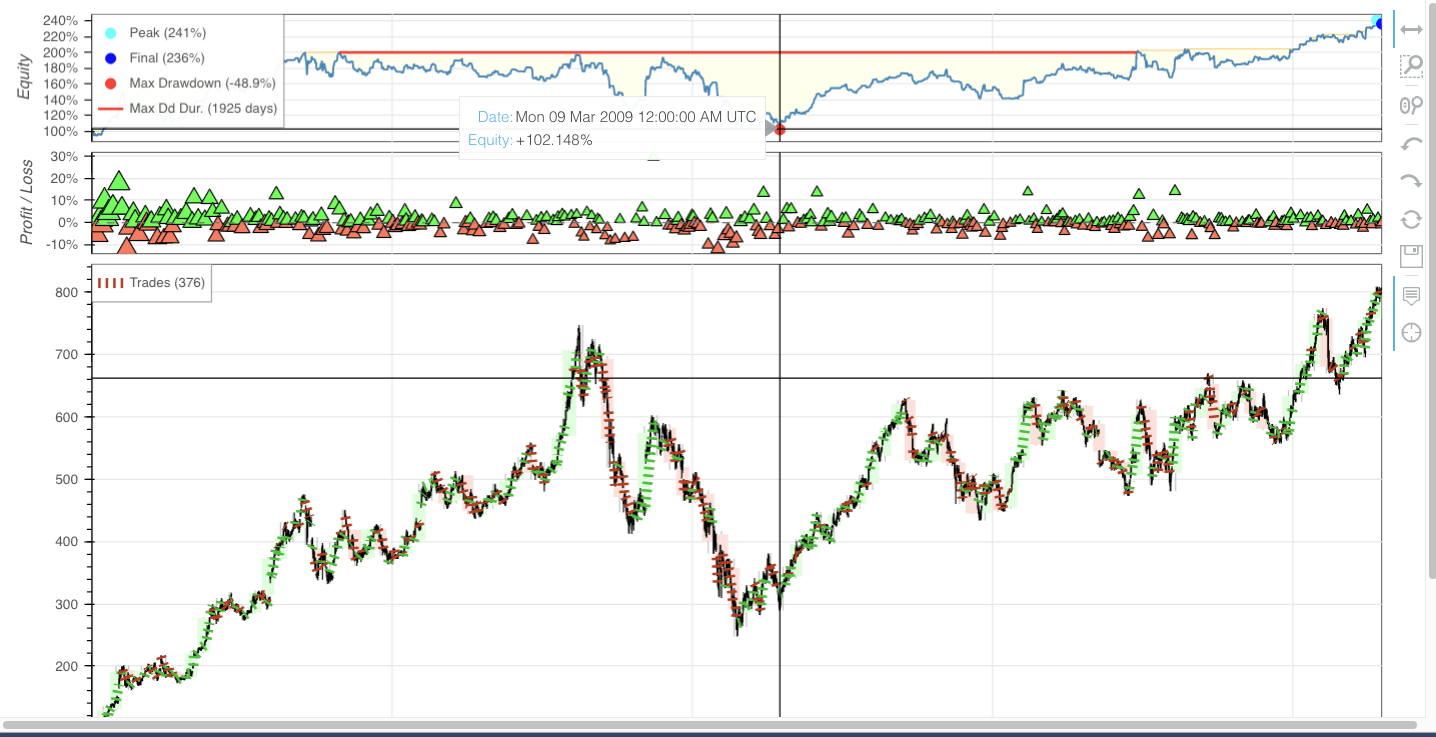 240%
220%
200%
180%
160%
140%
120%
100%
Equity
Peak (241%)
Final (236%)
Max Drawdown (-48.9%)
Max Dd Dur. (1925 days)
Date: Mon 09 Mar 2009 12:00:00 AM UTC
Equity: +102.148%
30%
20%
10%
0%
-10%
Profit / Loss
Trades (376)
800
700
600
500
400
300
200